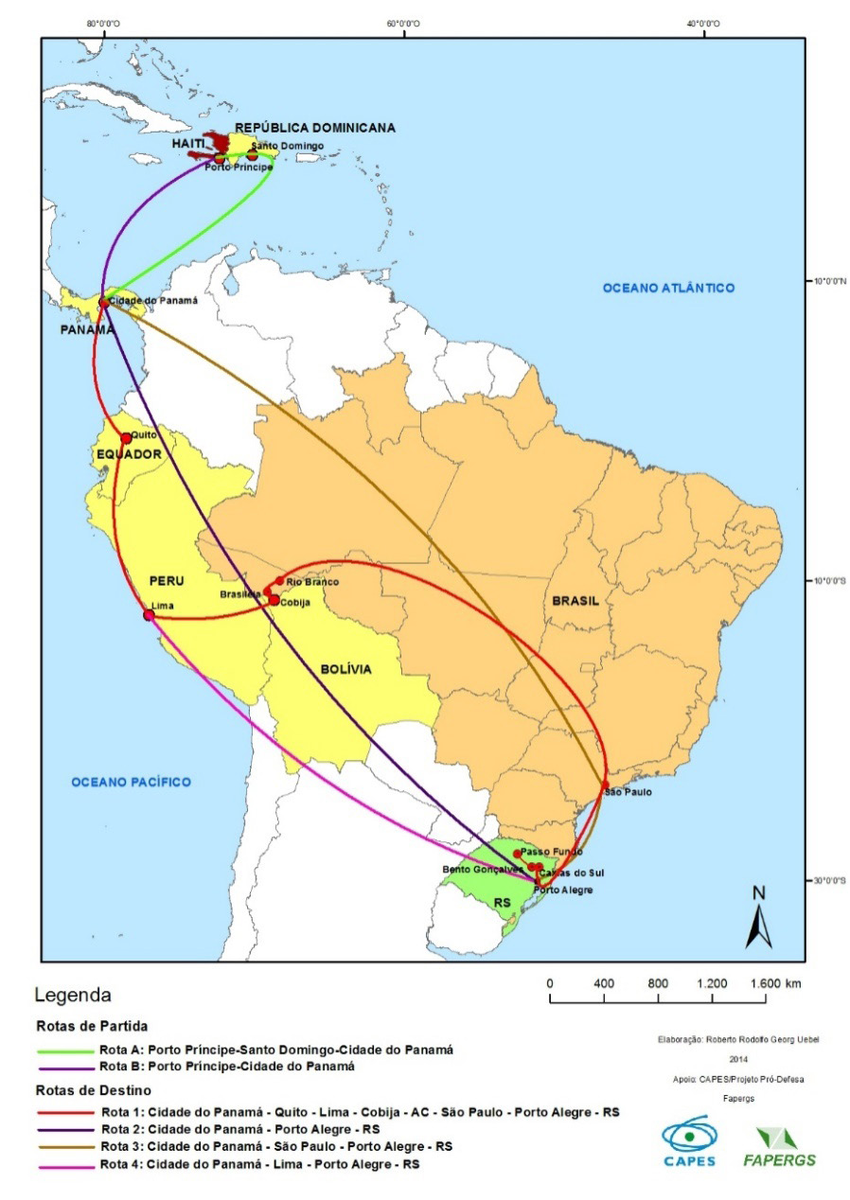 80°0'0"O 60°0'0"O 40°0'0"O
REPÚBLICA DOMINICANA
HAITI
Santo Domingo
Porto Príncipe
10°0'0"N
OCEANO ATLÂNTICO
Cidade do Panamá
PANAMÁ
Quito
EQUADOR
PERU
Rio Branco
10°0'0"S
Brasiléia
Cobija
BRASIL
Lima
BOLÍVIA
OCEANO PACÍFICO
São Paulo
Passo Fundo
Bento Gonçalves
Caxias do Sul
30°0'0"S
Porto Alegre
RS
N
0 400 800 1.200 1.600 km
Legenda
Rotas de Partida
Rota A: Porto Príncipe-Santo Domingo-Cidade do Panamá
Rota B: Porto Príncipe-Cidade do Panamá
Rotas de Destino
Rota 1: Cidade do Panamá - Quito - Lima - Cobija - AC - São Paulo - Porto Alegre - RS
Rota 2: Cidade do Panamá - Porto Alegre - RS
Rota 3: Cidade do Panamá - São Paulo - Porto Alegre - RS
Rota 4: Cidade do Panamá - Lima - Porto Alegre - RS
Elaboração: Roberto Rodolfo Georg Uebel
2014
Apoio: CAPES/Projeto Pró-Defesa
Fapergs
CAPES
FAPERGS